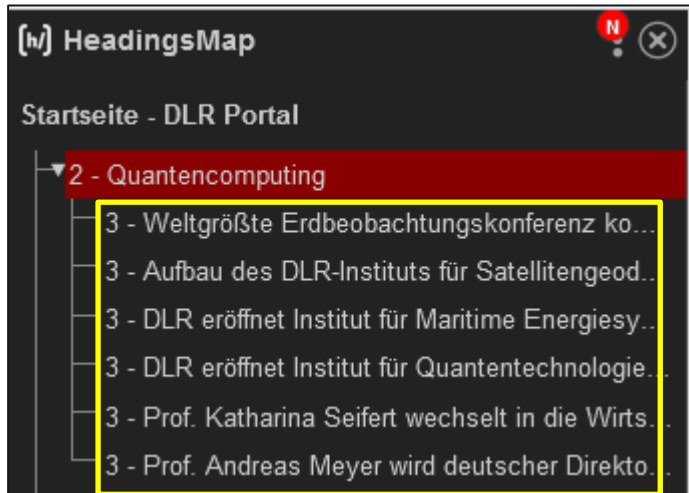 [h/] HeadingsMap
N
Startseite - DLR Portal
2 - Quantencomputing
3 - Weltgrößte Erdbeobachtungskonferenz ko...
3 - Aufbau des DLR-Instituts für Satellitengeod...
3 - DLR eröffnet Institut für Maritime Energiesy...
3 - DLR eröffnet Institut für Quantentechnologie...
3 - Prof. Katharina Seifert wechselt in die Wirts...
3 - Prof. Andreas Meyer wird deutscher Direkto...